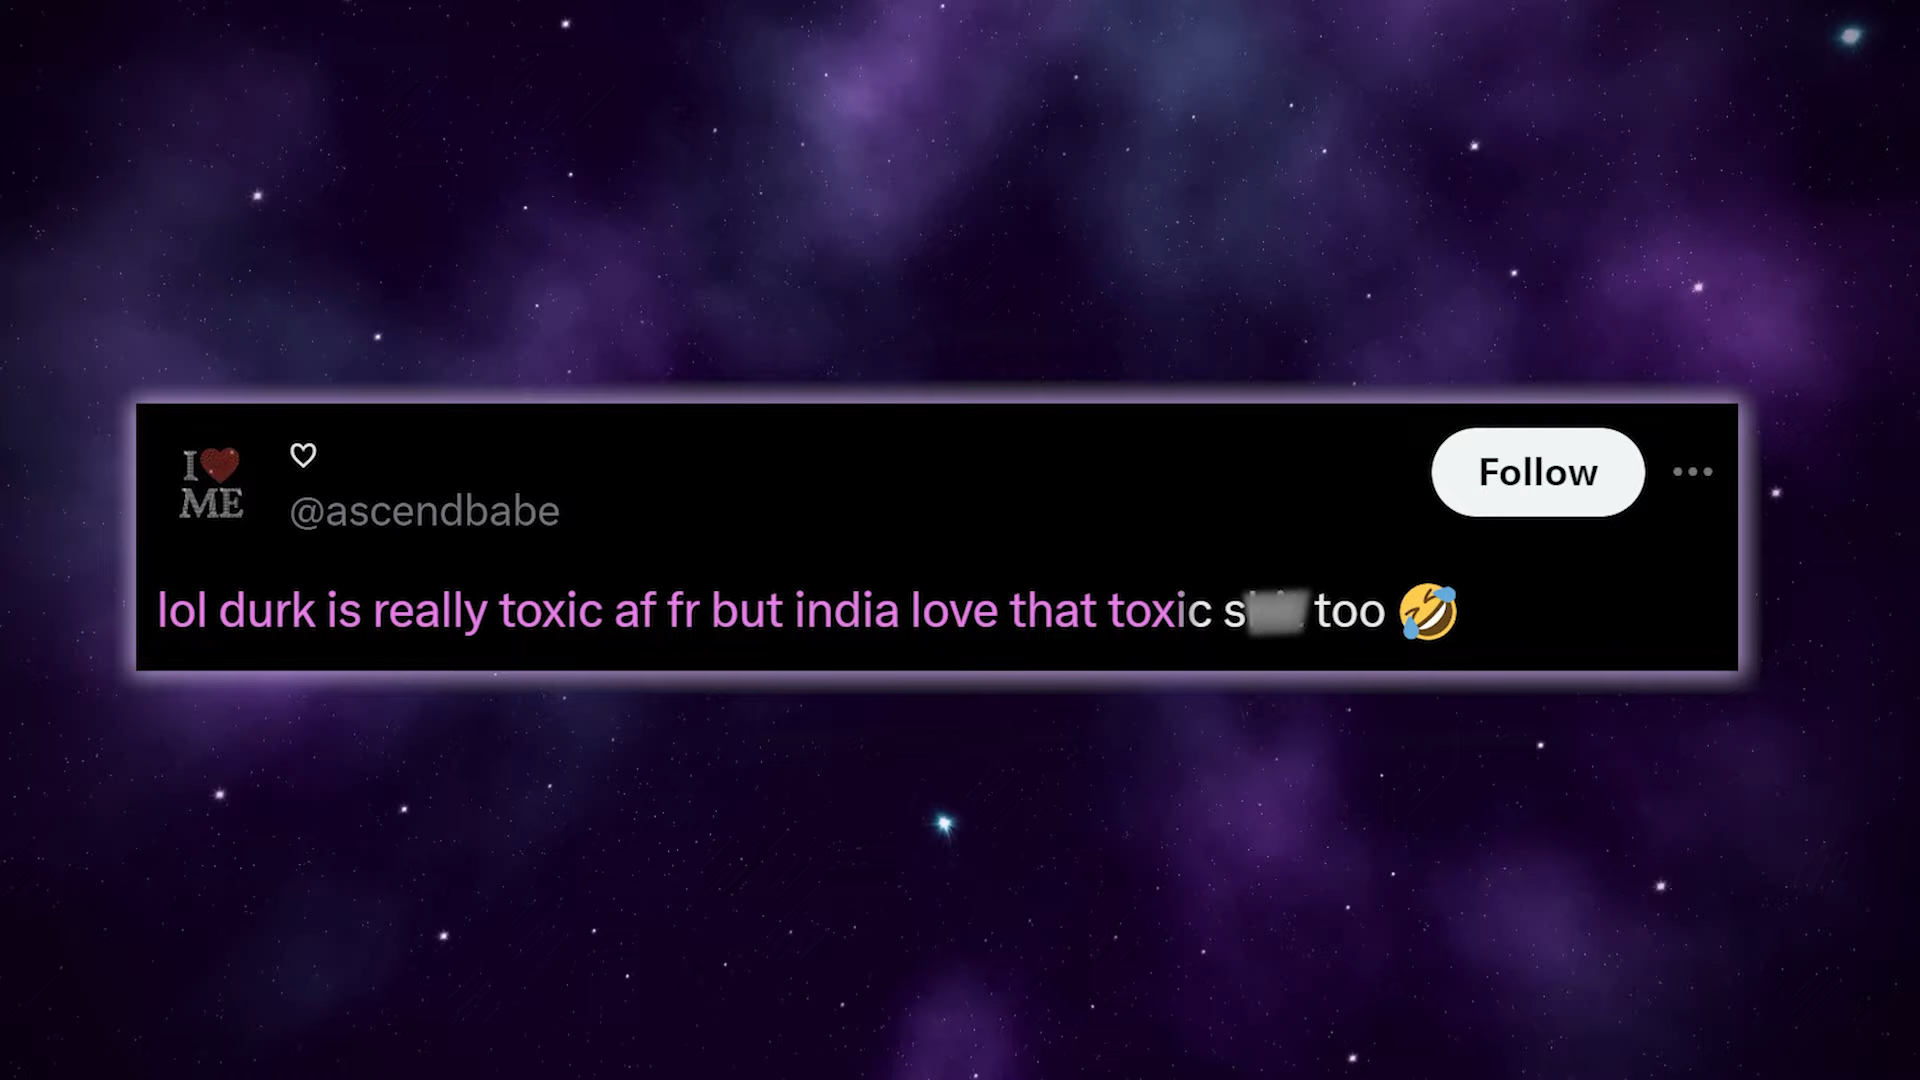 I ❤ ME
♡
@ascendbabe
Follow
lol durk is really toxic af fr but india love that toxic s too 🤣